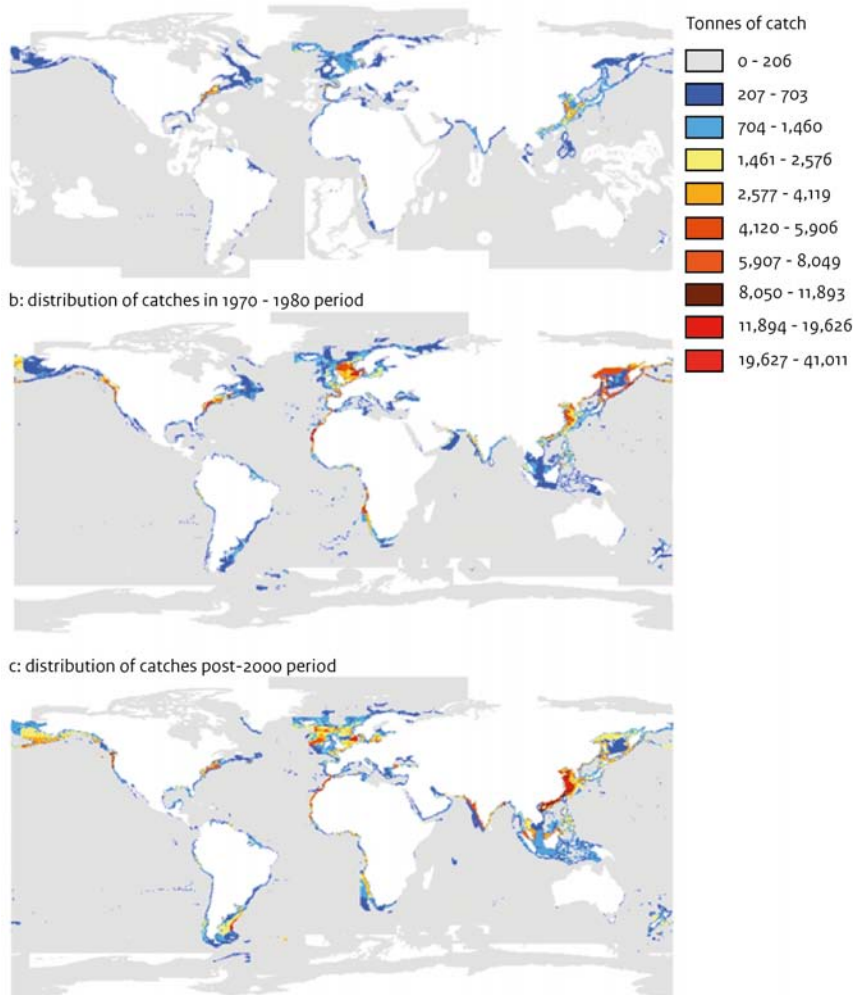 Tonnes of catch
0 - 206
207 - 703
704 - 1,460
1,461 - 2,576
2,577 - 4,119
4,120 - 5,906
5,907 - 8,049
8,050 - 11,893
11,894 - 19,626
19,627 - 41,011
b: distribution of catches in 1970 - 1980 period
c: distribution of catches post-2000 period